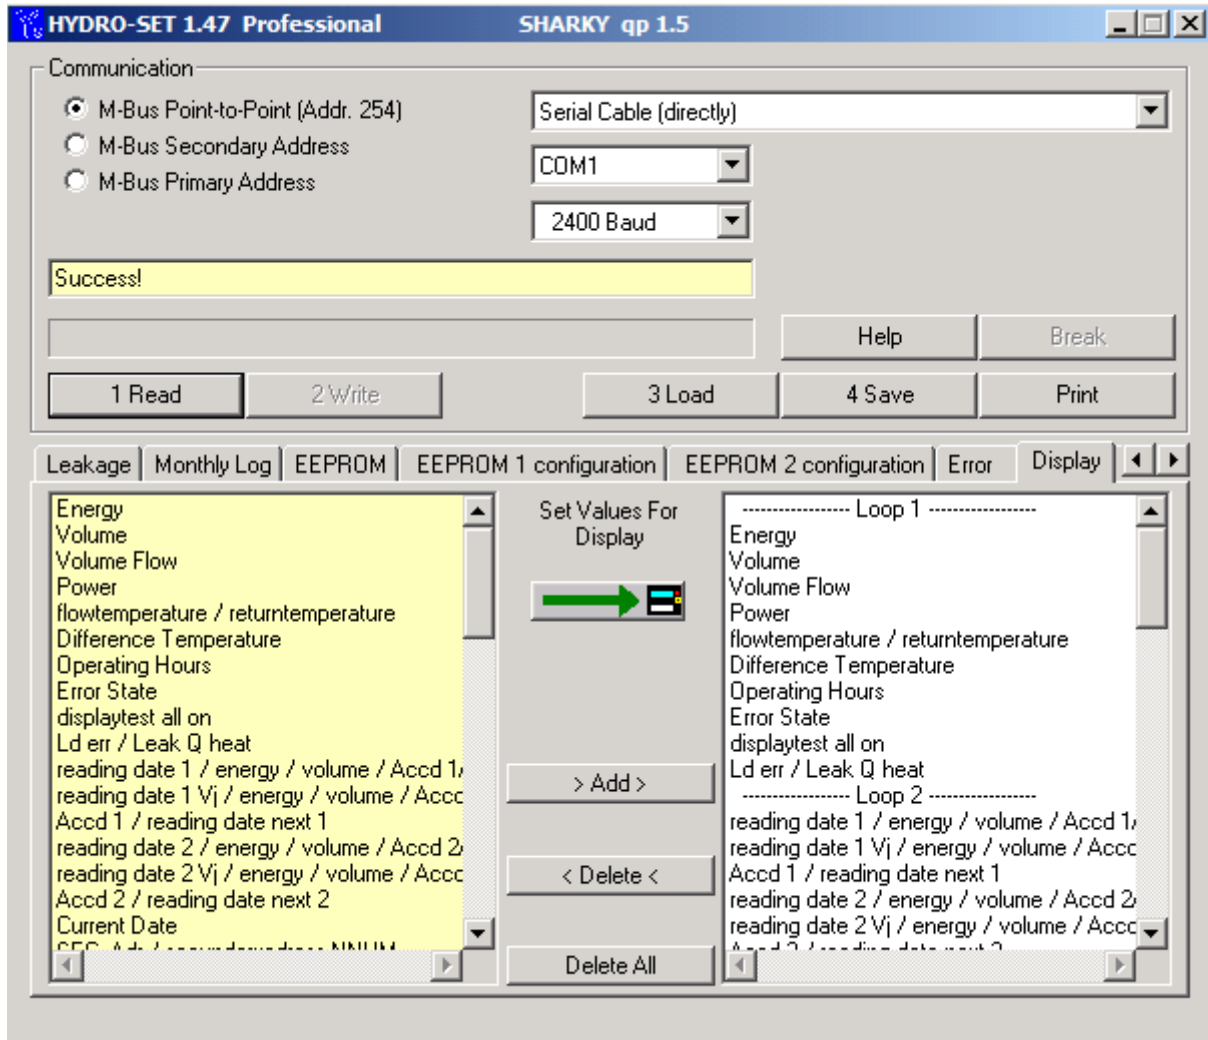 HYDRO-SET 1.47 Professional SHARKY qp 1.5
Communication
M-Bus Point-to-Point (Addr. 254)
M-Bus Secondary Address
M-Bus Primary Address
Serial Cable (directly)
COM1
2400 Baud
Success!
Help
Break
1 Read
2 Write
3 Load
4 Save
Print
Leakage
Monthly Log
EEPROM
EEPROM 1 configuration
EEPROM 2 configuration
Error
Display
Energy
Volume
Volume Flow
Power
flowtemperature / returntemperature
Difference Temperature
Operating Hours
Error State
displaytest all on
Ld err / Leak Q heat
reading date 1 / energy / volume / Accd 1/
reading date 1 Vj / energy / volume / Accd
Accd 1 / reading date next 1
reading date 2 / energy / volume / Accd 2/
reading date 2 Vj / energy / volume / Accd
Accd 2 / reading date next 2
Current Date
Set Values For
Display
> Add >
< Delete <
Delete All
------------------ Loop 1 ------------------
Energy
Volume
Volume Flow
Power
flowtemperature / returntemperature
Difference Temperature
Operating Hours
Error State
displaytest all on
Ld err / Leak Q heat
------------------ Loop 2 ------------------
reading date 1 / energy / volume / Accd 1/
reading date 1 Vj / energy / volume / Accd
Accd 1 / reading date next 1
reading date 2 / energy / volume / Accd 2/
reading date 2 Vj / energy / volume / Accd
Accd 2 / reading date next 2